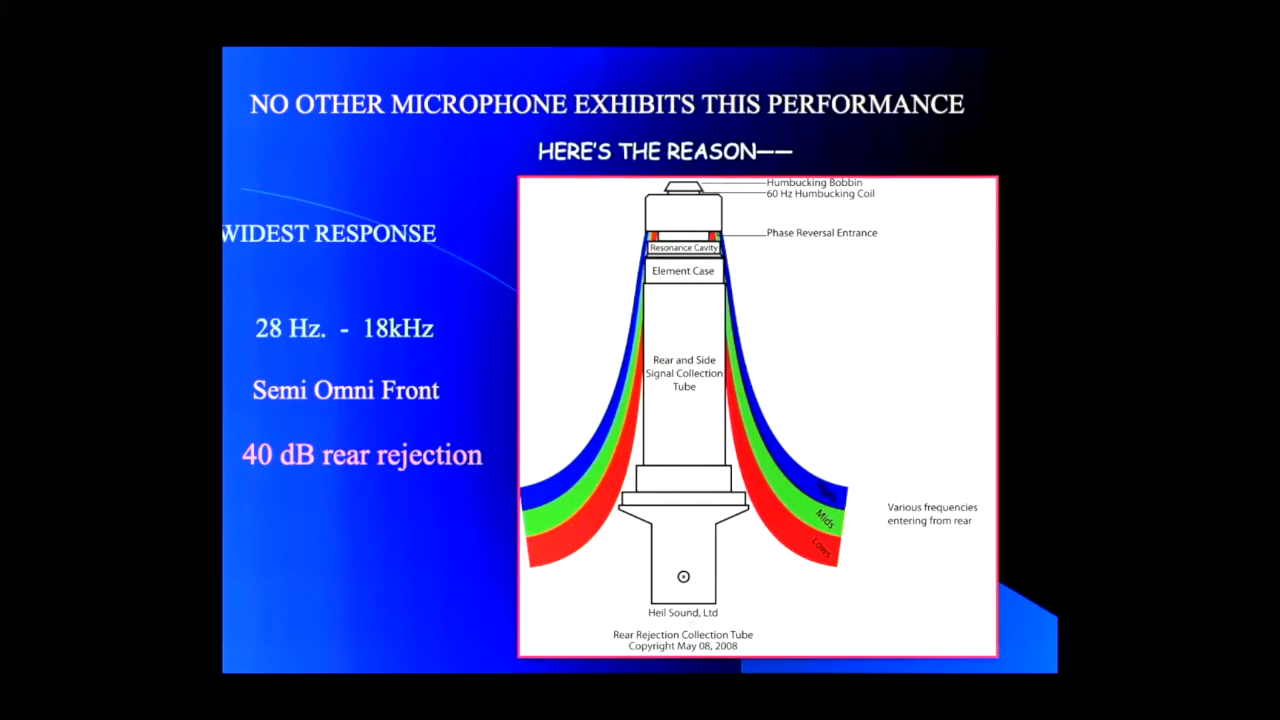 NO OTHER MICROPHONE EXHIBITS THIS PERFORMANCE
HERE'S THE REASON——
WIDEST RESPONSE
28 Hz. - 18kHz
Semi Omni Front
40 dB rear rejection
Humbucking Bobbin
60 Hz Humbucking Coil
Phase Reversal Entrance
Resonance Cavity
Element Case
Rear and Side
Signal Collection
Tube
Mids
Lows
Various frequencies
entering from rear
Heil Sound, Ltd
Rear Rejection Collection Tube
Copyright May 08, 2008